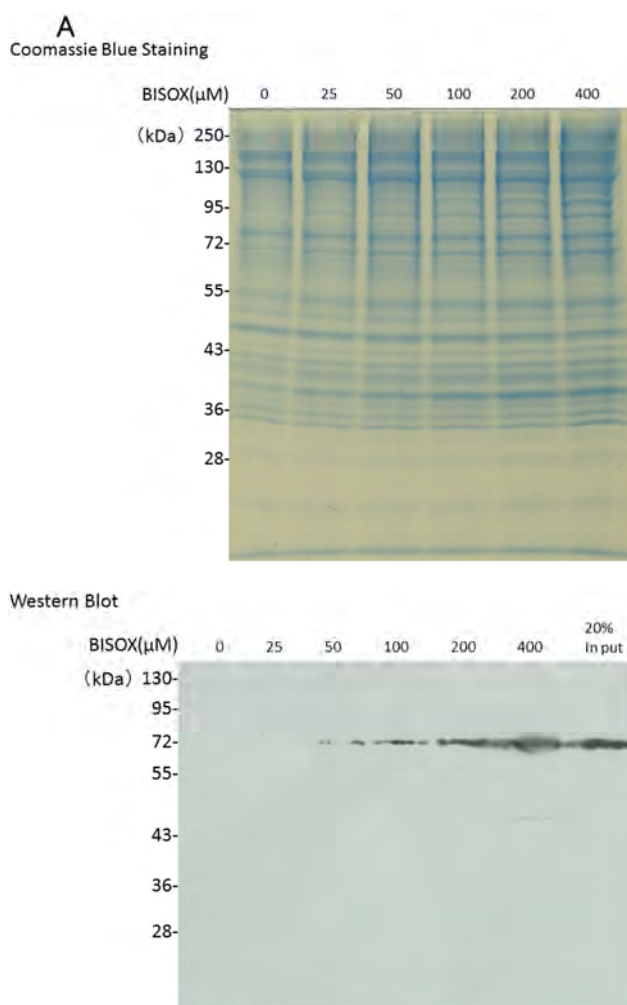 A
Coomassie Blue Staining
BISOX(μM) 0 25 50 100 200 400
(kDa) 250-
130-
95-
72-
55-
43-
36-
28-
Western Blot
BISOX(μM) 0 25 50 100 200 400 20%
In put
(kDa) 130-
95-
72-
55-
43-
36-
28-